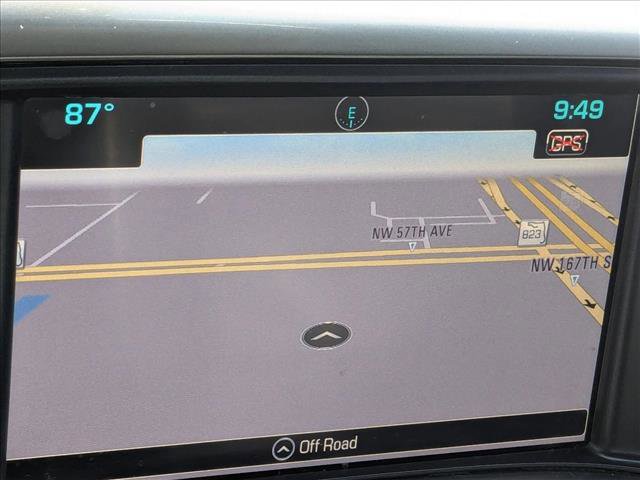 87°
E
9:49
GPS
NW 57TH AVE
823
NW 167TH S
Off Road